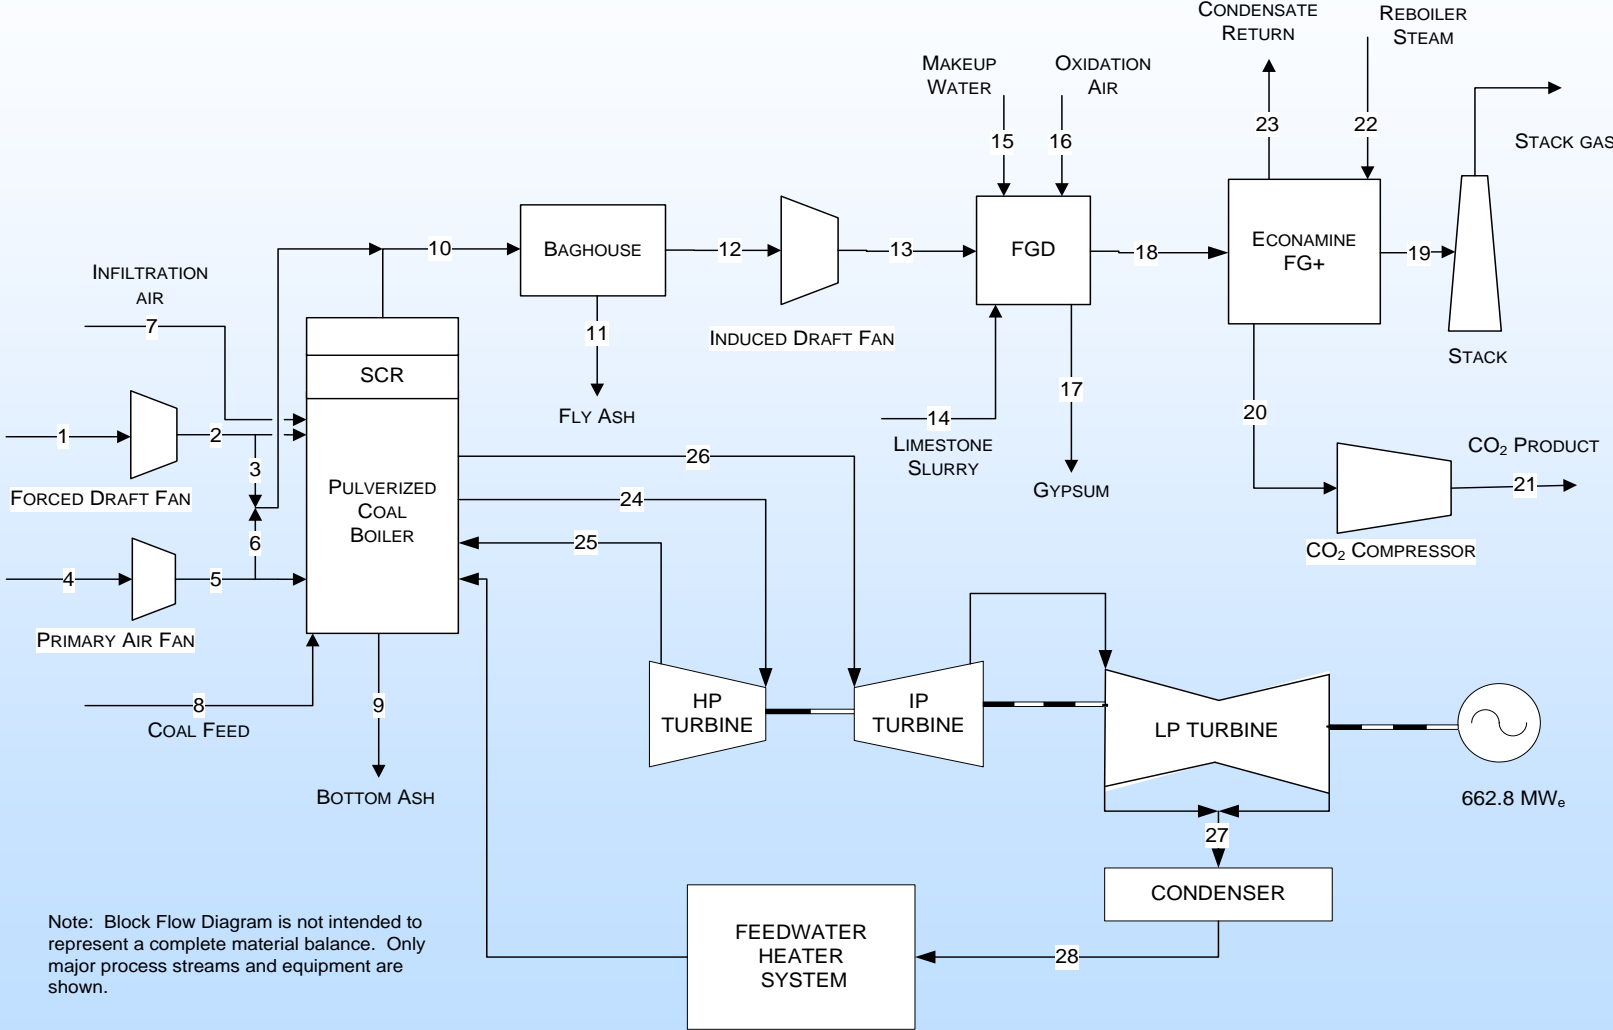 CONDENSATE
RETURN
REBOILER
STEAM
MAKEUP
WATER
OXIDATION
AIR
23
22
15
16
STACK GAS
INFILTRATION
AIR
7
10
BAGHOUSE
12
13
FGD
18
ECONAMINE
FG+
19
11
INDUCED DRAFT FAN
STACK
SCR
FLY ASH
17
14
LIMESTONE
SLURRY
GYPSUM
20
CO₂ PRODUCT
21
CO₂ COMPRESSOR
1
2
3
FORCED DRAFT FAN
PULVERIZED
COAL
BOILER
26
24
25
6
4
5
PRIMARY AIR FAN
8
COAL FEED
9
BOTTOM ASH
HP
TURBINE
IP
TURBINE
LP TURBINE
662.8 MWₑ
27
CONDENSER
28
FEEDWATER
HEATER
SYSTEM
Note: Block Flow Diagram is not intended to
represent a complete material balance. Only
major process streams and equipment are
shown.